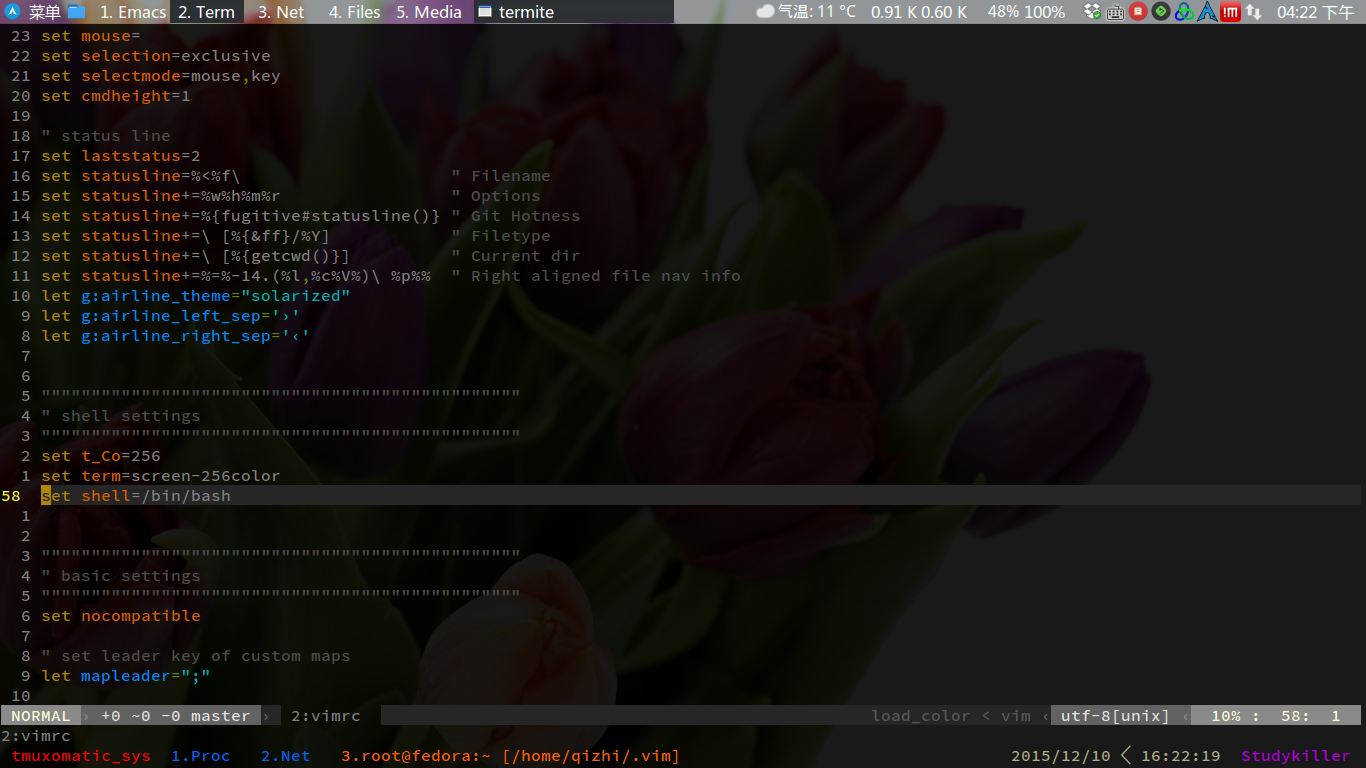 菜单 1. Emacs 2. Term 3. Net 4. Files 5. Media termite 气温: 11 °C 0.91 K 0.60 K 48% 100% !M 04:22 下午
23 set mouse=
22 set selection=exclusive
21 set selectmode=mouse,key
20 set cmdheight=1
19
18 " status line
17 set laststatus=2
16 set statusline=%<%f\ " Filename
15 set statusline+=%w%h%m%r " Options
14 set statusline+=%{fugitive#statusline()} " Git Hotness
13 set statusline+=\ [%{&ff}/%Y] " Filetype
12 set statusline+=\ [%{getcwd()}] " Current dir
11 set statusline+=%=%-14.(%l,%c%V%)\ %p%% " Right aligned file nav info
10 let g:airline_theme="solarized"
9 let g:airline_left_sep='›'
8 let g:airline_right_sep='‹'
7
6
5 """"""""""""""""""""""""""""""""""""""""""""""""
4 " shell settings
3 """"""""""""""""""""""""""""""""""""""""""""""""
2 set t_Co=256
1 set term=screen-256color
58 set shell=/bin/bash
1
2
3 """"""""""""""""""""""""""""""""""""""""""""""""
4 " basic settings
5 """"""""""""""""""""""""""""""""""""""""""""""""
6 set nocompatible
7
8 " set leader key of custom maps
9 let mapleader=";"
10
NORMAL › +0 ~0 -0 master › 2:vimrc load_color < vim ‹ utf-8[unix] ‹ 10% : 58: 1
2:vimrc
tmuxomatic_sys 1.Proc 2.Net 3.root@fedora:~ [/home/qizhi/.vim] 2015/12/10 < 16:22:19 Studykiller